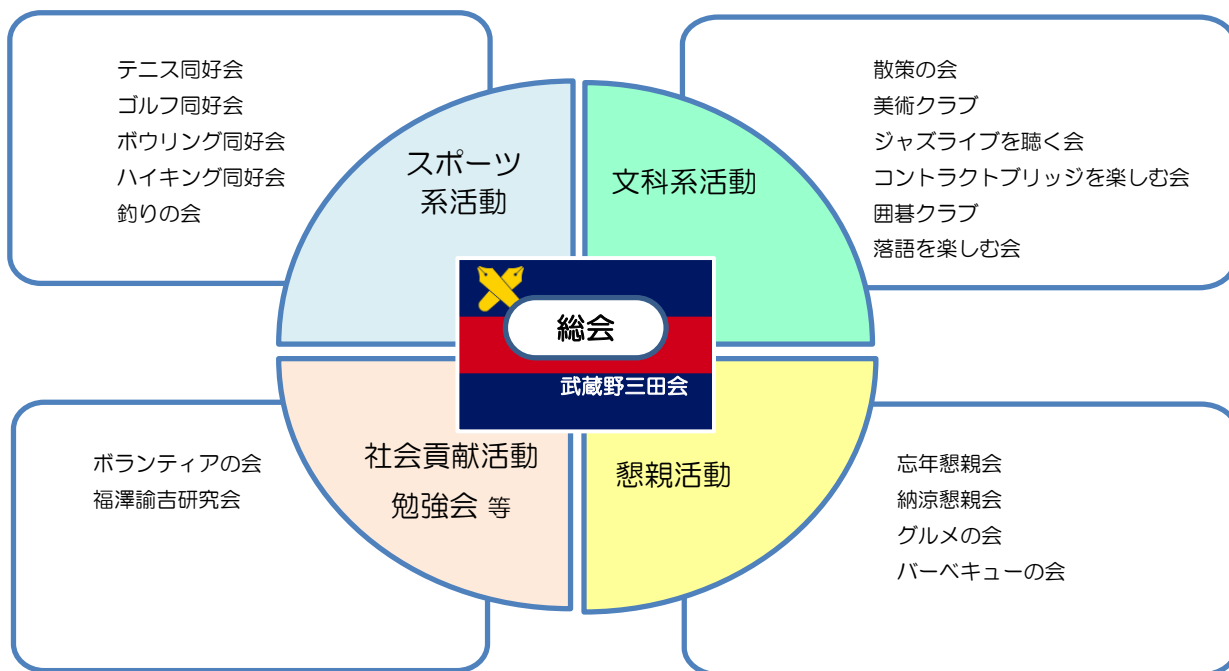 テニス同好会
ゴルフ同好会
ボウリング同好会
ハイキング同好会
釣りの会
スポーツ
系活動
文科系活動
散策の会
美術クラブ
ジャズライブを聴く会
コントラクトブリッジを楽しむ会
囲碁クラブ
落語を楽しむ会
総会
武蔵野三田会
ボランティアの会
福澤諭吉研究会
社会貢献活動
勉強会 等
懇親活動
忘年懇親会
納涼懇親会
グルメの会
バーベキューの会